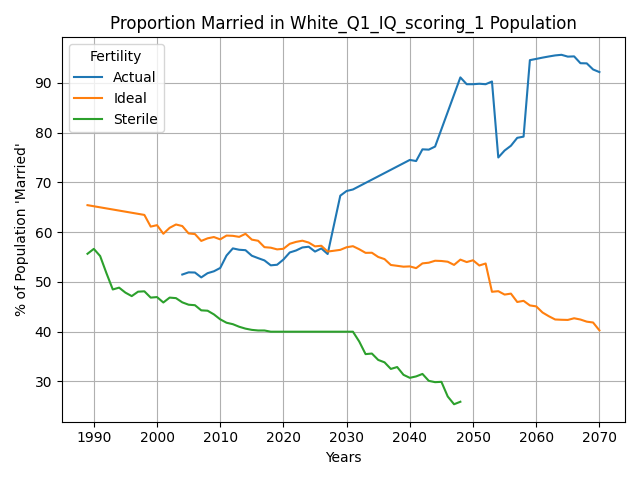 Proportion Married in White_Q1_IQ_scoring_1 Population
% of Population 'Married'
Fertility
Actual
Ideal
Sterile
90
80
70
60
50
40
30
1990 2000 2010 2020 2030 2040 2050 2060 2070
Years